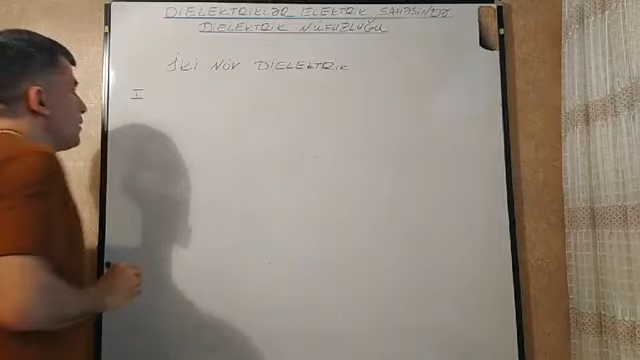 DİELEKTRİKLƏR ELEKTRİK SAHƏSİNDƏ
DİELEKTRİK NÜFUZLUĞU
İKİ NÖV DİELEKTRİK
I